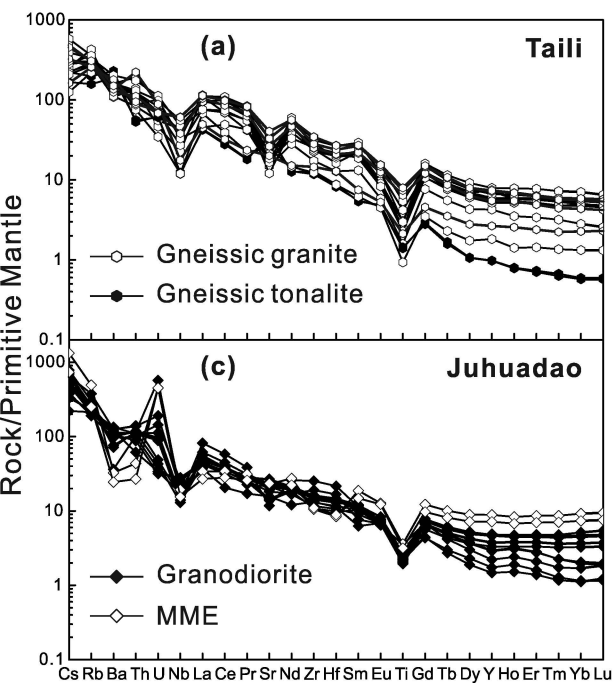 Rock/Primitive Mantle
1000
100
10
1
0.1
(a)
Taili
Gneissic granite
Gneissic tonalite
1000
100
10
1
0.1
(c)
Juhuadao
Granodiorite
MME
Cs Rb Ba Th U Nb La Ce Pr Sr Nd Zr Hf Sm Eu Ti Gd Tb Dy Y Ho Er Tm Yb Lu